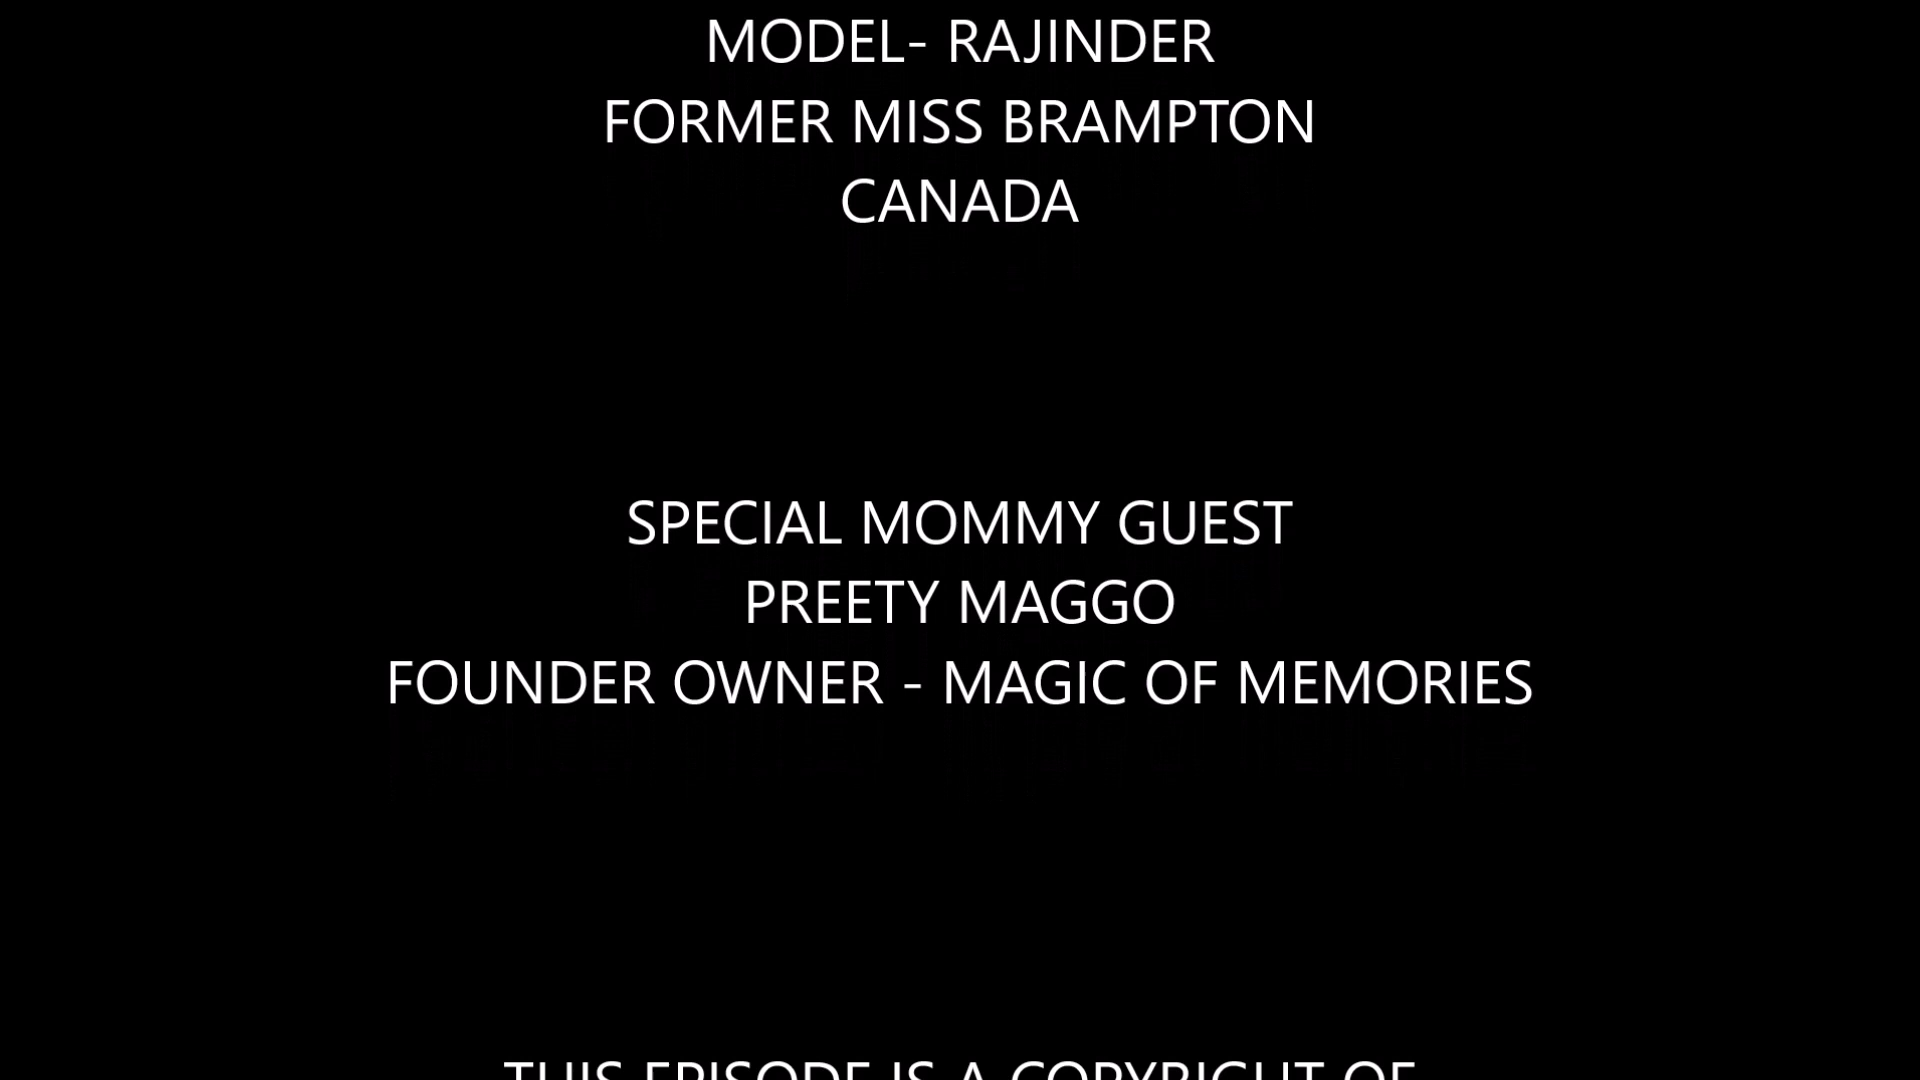 MODEL- RAJINDER
FORMER MISS BRAMPTON
CANADA
SPECIAL MOMMY GUEST
PREETY MAGGO
FOUNDER OWNER - MAGIC OF MEMORIES
THIS EPISODE IS A COPYRIGHT OF